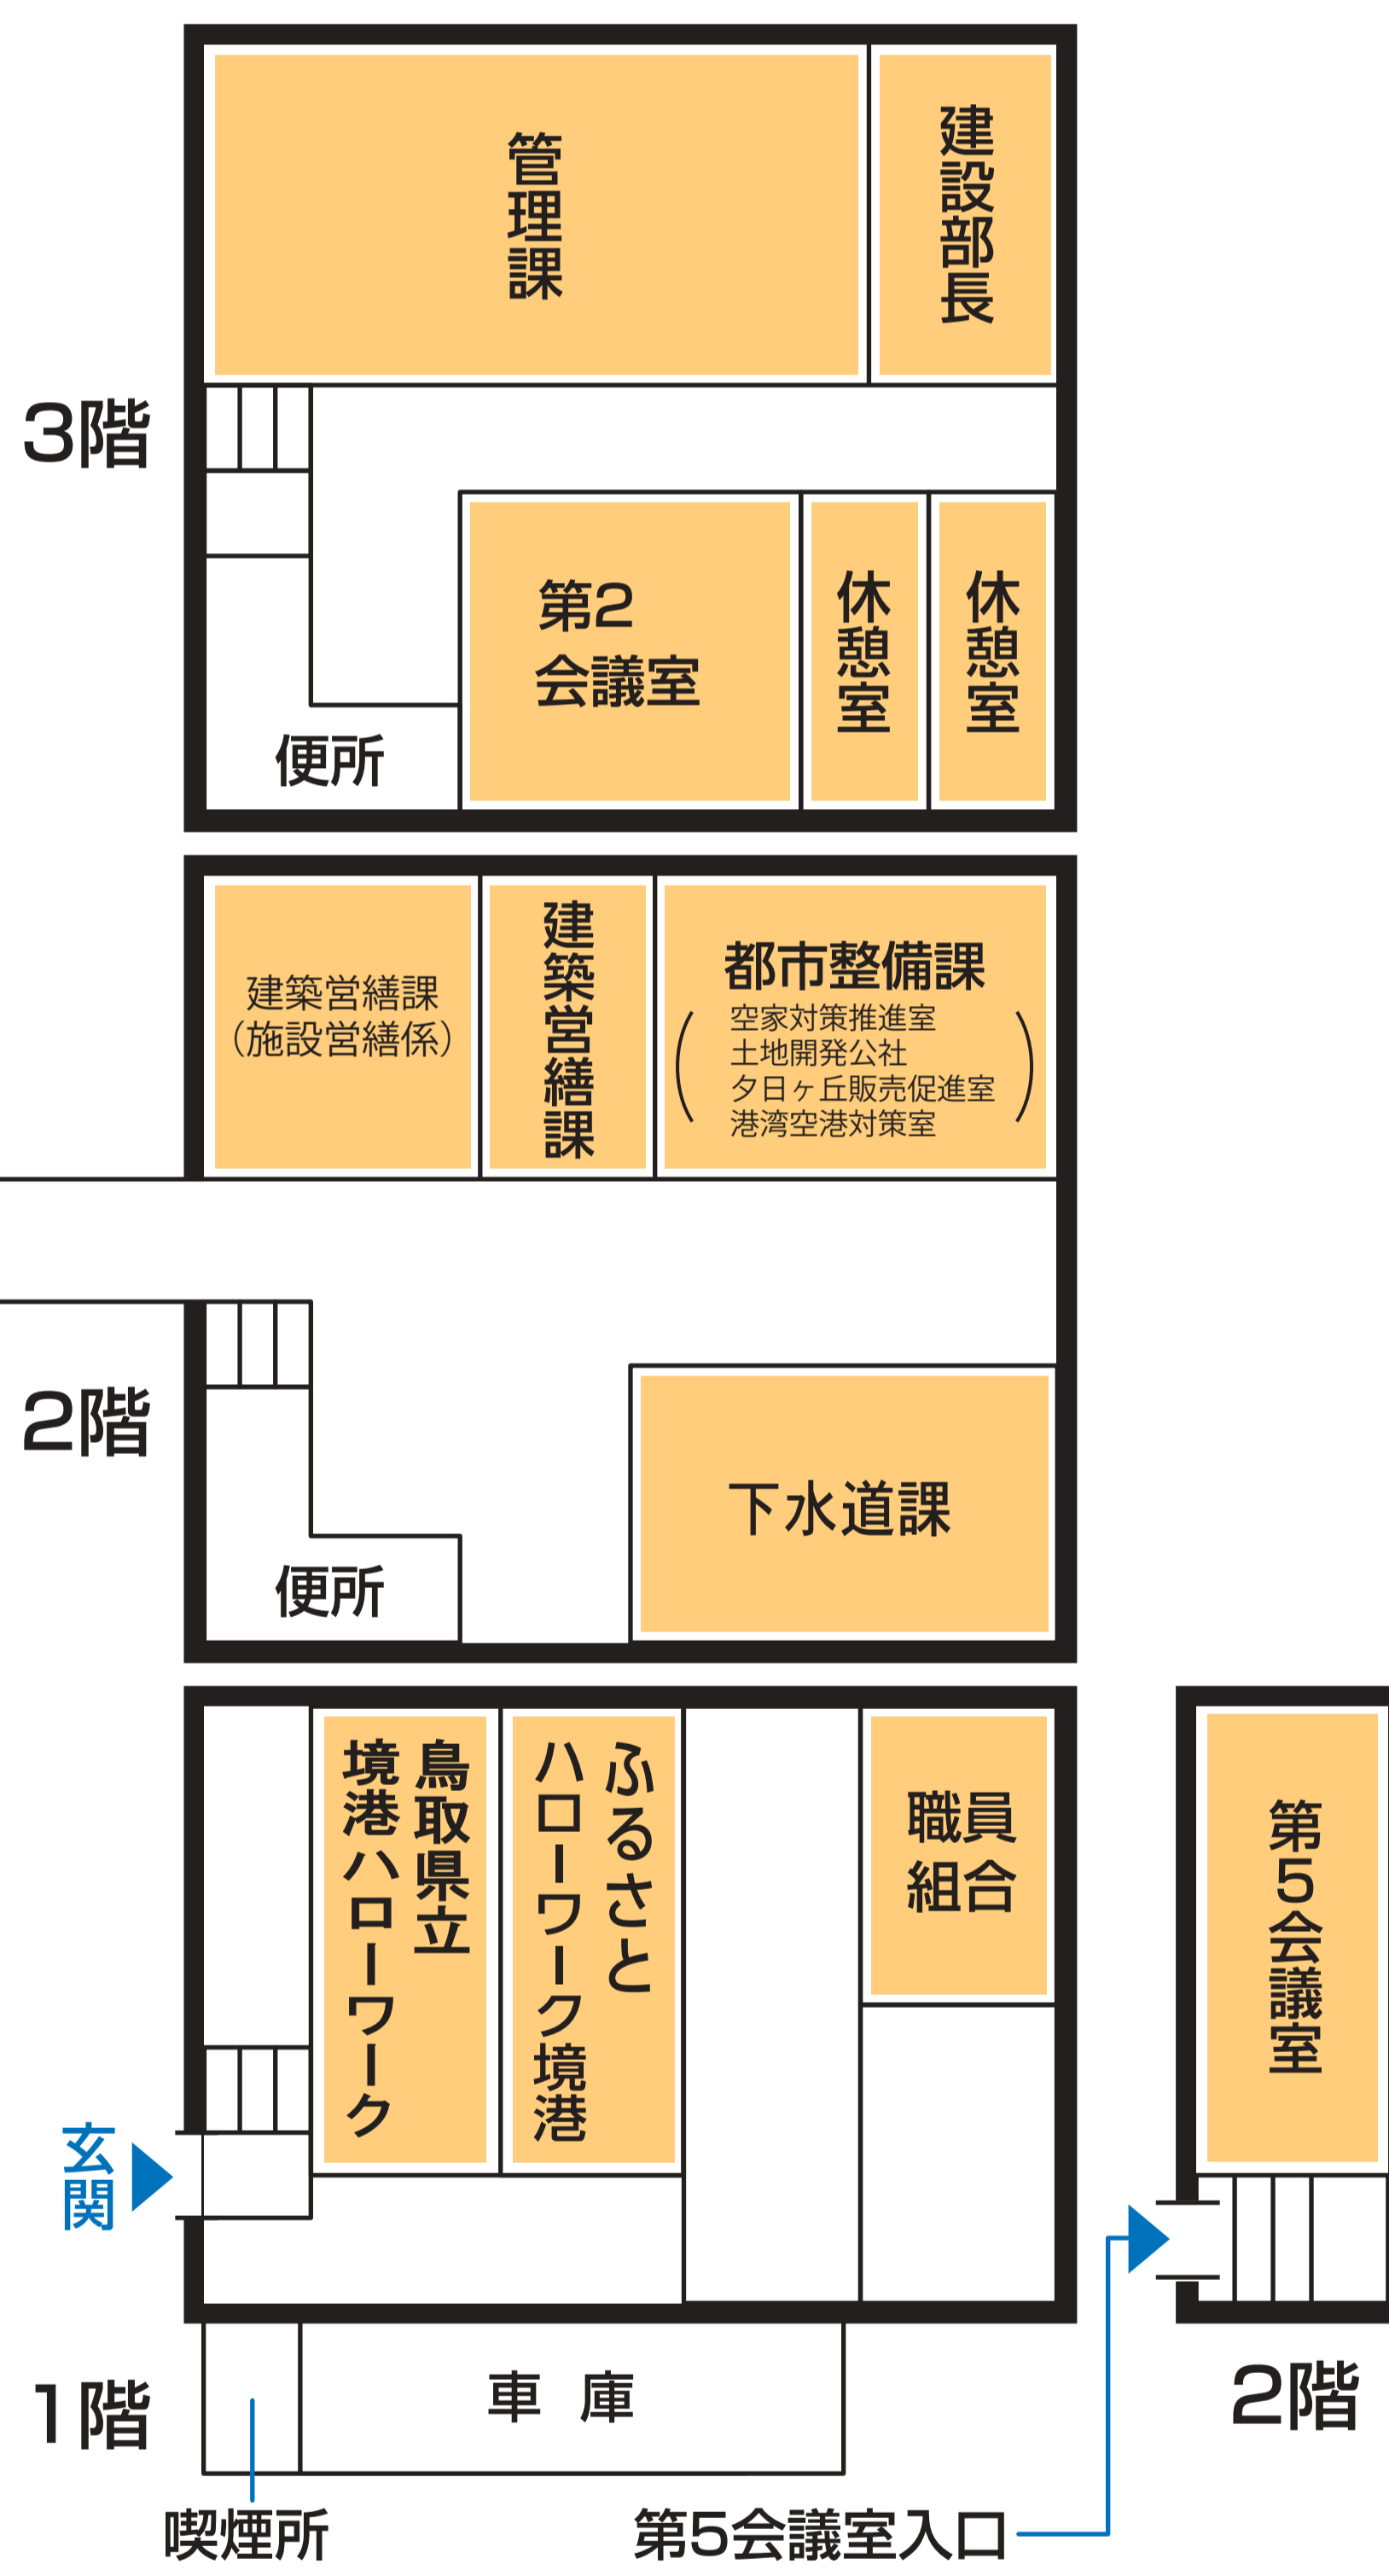 管理課
建設部長
3階
第2
会議室
休憩室
休憩室
便所
建築営繕課
（施設営繕係）
建築営繕課
都市整備課
空家対策推進室
土地開発公社
夕日ヶ丘販売促進室
港湾空港対策室
2階
下水道課
便所
鳥取県立
境港ハローワーク
ふるさと
ハローワーク境港
職員
組合
第5会議室
玄関
1階
車庫
2階
喫煙所
第5会議室入口